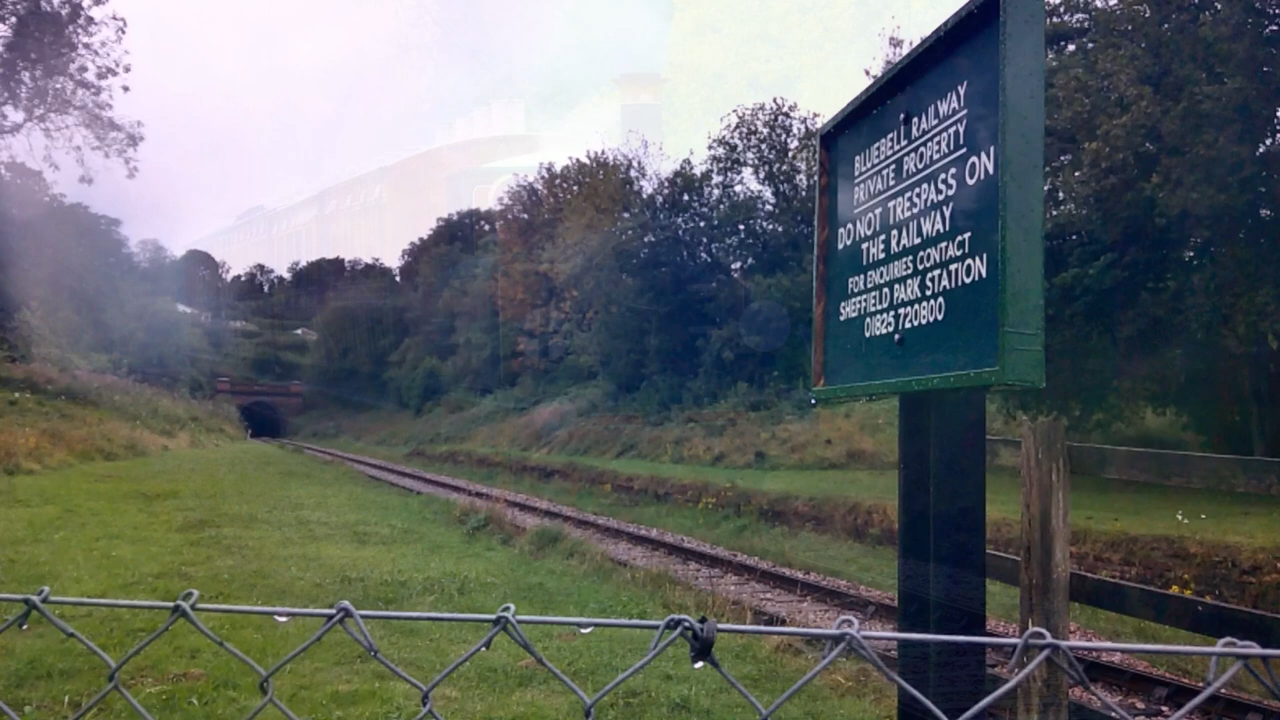 BLUEBELL RAILWAY
PRIVATE PROPERTY
DO NOT TRESPASS ON
THE RAILWAY
FOR ENQUIRIES CONTACT
SHEFFIELD PARK STATION
01825 720800